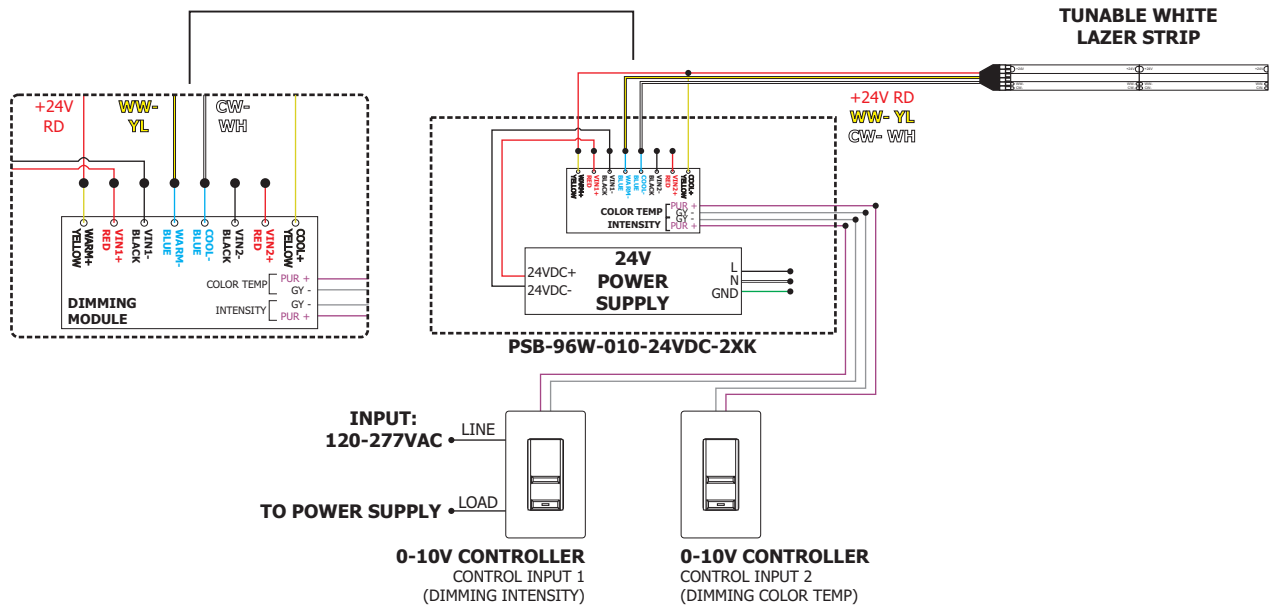 TUNABLE WHITE
LAZER STRIP
+24V RD
WW- YL
CW- WH
+24V
RD
WW-
YL
CW-
WH
WARM+
YELLOW
VIN1+
RED
VIN1-
BLACK
WARM-
BLUE
COOL-
BLUE
VIN2-
BLACK
VIN2+
RED
COOL+
YELLOW
COLOR TEMP
PUR +
GY -
INTENSITY
GY -
PUR +
DIMMING
MODULE
WARM+
YELLOW
VIN1+
RED
VIN1-
BLACK
WARM-
BLUE
COOL-
BLUE
VIN2-
BLACK
VIN2+
RED
COOL+
YELLOW
COLOR TEMP
PUR +
GY -
INTENSITY
GY -
PUR +
24VDC+
24VDC-
24V
POWER
SUPPLY
L
N
GND
PSB-96W-010-24VDC-2XK
INPUT:
120-277VAC
LINE
TO POWER SUPPLY
LOAD
0-10V CONTROLLER
CONTROL INPUT 1
(DIMMING INTENSITY)
0-10V CONTROLLER
CONTROL INPUT 2
(DIMMING COLOR TEMP)